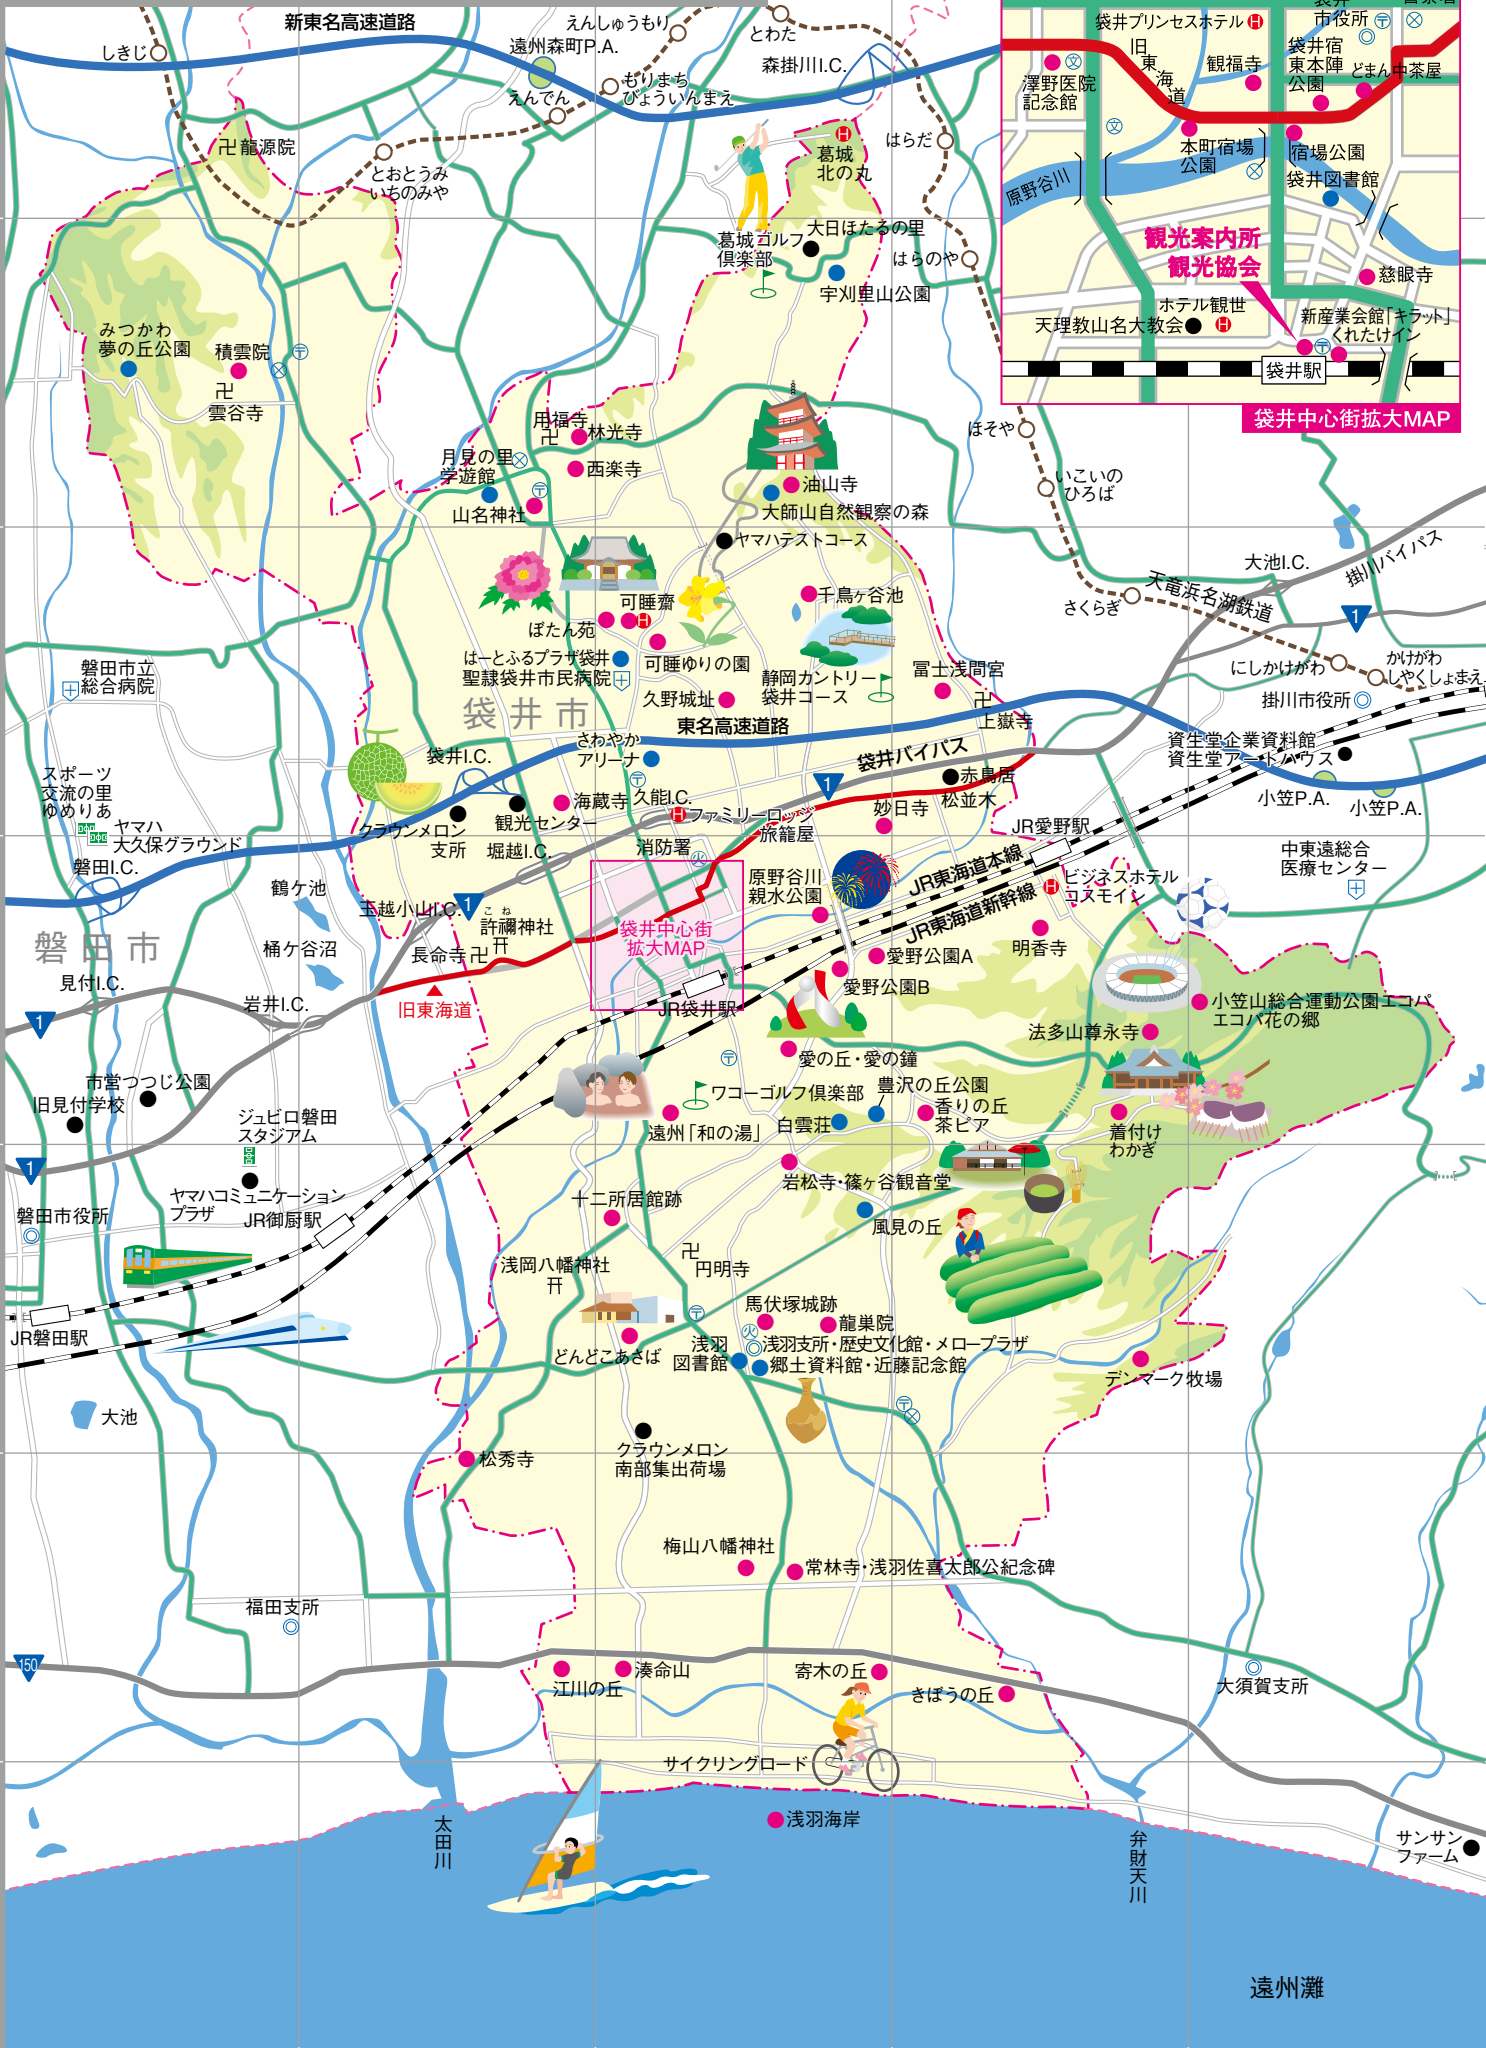 新東名高速道路
えんしゅうもり
とわた
しきじ
遠州森町P.A.
森掛川I.C.
もりまち
びょういんまえ
えんでん
はらだ
龍源院
とおとうみ
いちのみや
葛城
北の丸
葛城ゴルフ
倶楽部
大日ほたるの里
はらのや
宇刈里山公園
みつかわ
夢の丘公園
積雲院
雲谷寺
袋井プリンセスホテル
市役所
旧東海道
澤野医院
記念館
観福寺
袋井宿
東本陣
公園
どまん中茶屋
本町宿場
公園
宿場公園
原野谷川
袋井図書館
観光案内所
観光協会
慈眼寺
ホテル観世
天理教山名大教会
新産業会館「キラット」
くれたけイン
袋井駅
袋井中心街拡大MAP
用福寺
林光寺
月見の里
学遊館
西楽寺
山名神社
油山寺
大師山自然観察の森
ヤマハテストコース
ほそや
いこいの
ひろば
大池I.C.
掛川バイパス
天竜浜名湖鉄道
さくらぎ
1
にしかけがわ
かけがわ
しやくしょまえ
掛川市役所
千鳥ヶ谷池
可睡齋
ぼたん苑
はーとふるプラザ袋井
聖隷袋井市民病院
可睡ゆりの園
久野城址
静岡カントリー
袋井コース
冨士浅間宮
上嶽寺
磐田市立
総合病院
袋井市
東名高速道路
さわやか
アリーナ
袋井I.C.
袋井バイパス
1
赤鳥居
松並木
資生堂企業資料館
資生堂アートハウス
小笠P.A.
小笠P.A.
スポーツ
交流の里
ゆめりあ
ヤマハ
大久保グラウンド
磐田I.C.
クラウンメロン
支所
観光センター
海蔵寺
久能I.C.
ファミリーロッジ
旅籠屋
妙日寺
堀越I.C.
消防署
JR愛野駅
JR東海道本線
JR東海道新幹線
ビジネスホテル
コスモイン
中東遠総合
医療センター
原野谷川
親水公園
鶴ケ池
玉越小山I.C.
1
こね
許禰神社
長命寺
桶ケ谷沼
磐田市
見付I.C.
岩井I.C.
1
旧東海道
袋井中心街
拡大MAP
JR袋井駅
愛野公園A
愛野公園B
明香寺
小笠山総合運動公園エコパ
エコパ花の郷
法多山尊永寺
愛の丘・愛の鐘
市営つつじ公園
旧見付学校
ジュビロ磐田
スタジアム
1
ヤマハコミュニケーション
プラザ
磐田市役所
JR御厨駅
ワコーゴルフ倶楽部
遠州「和の湯」
豊沢の丘公園
白雲荘
香りの丘
茶ピア
着付け
わかぎ
岩松寺・篠ヶ谷観音堂
十二所居館跡
風見の丘
浅岡八幡神社
円明寺
馬伏塚城跡
龍巣院
浅羽支所・歴史文化館・メロープラザ
浅羽
図書館
郷土資料館・近藤記念館
どんどこあさば
デンマーク牧場
JR磐田駅
大池
松秀寺
クラウンメロン
南部集出荷場
梅山八幡神社
常林寺・浅羽佐喜太郎公紀念碑
福田支所
150
江川の丘
湊命山
寄木の丘
きぼうの丘
大須賀支所
サイクリングロード
太田川
浅羽海岸
弁財天川
サンサン
ファーム
遠州灘